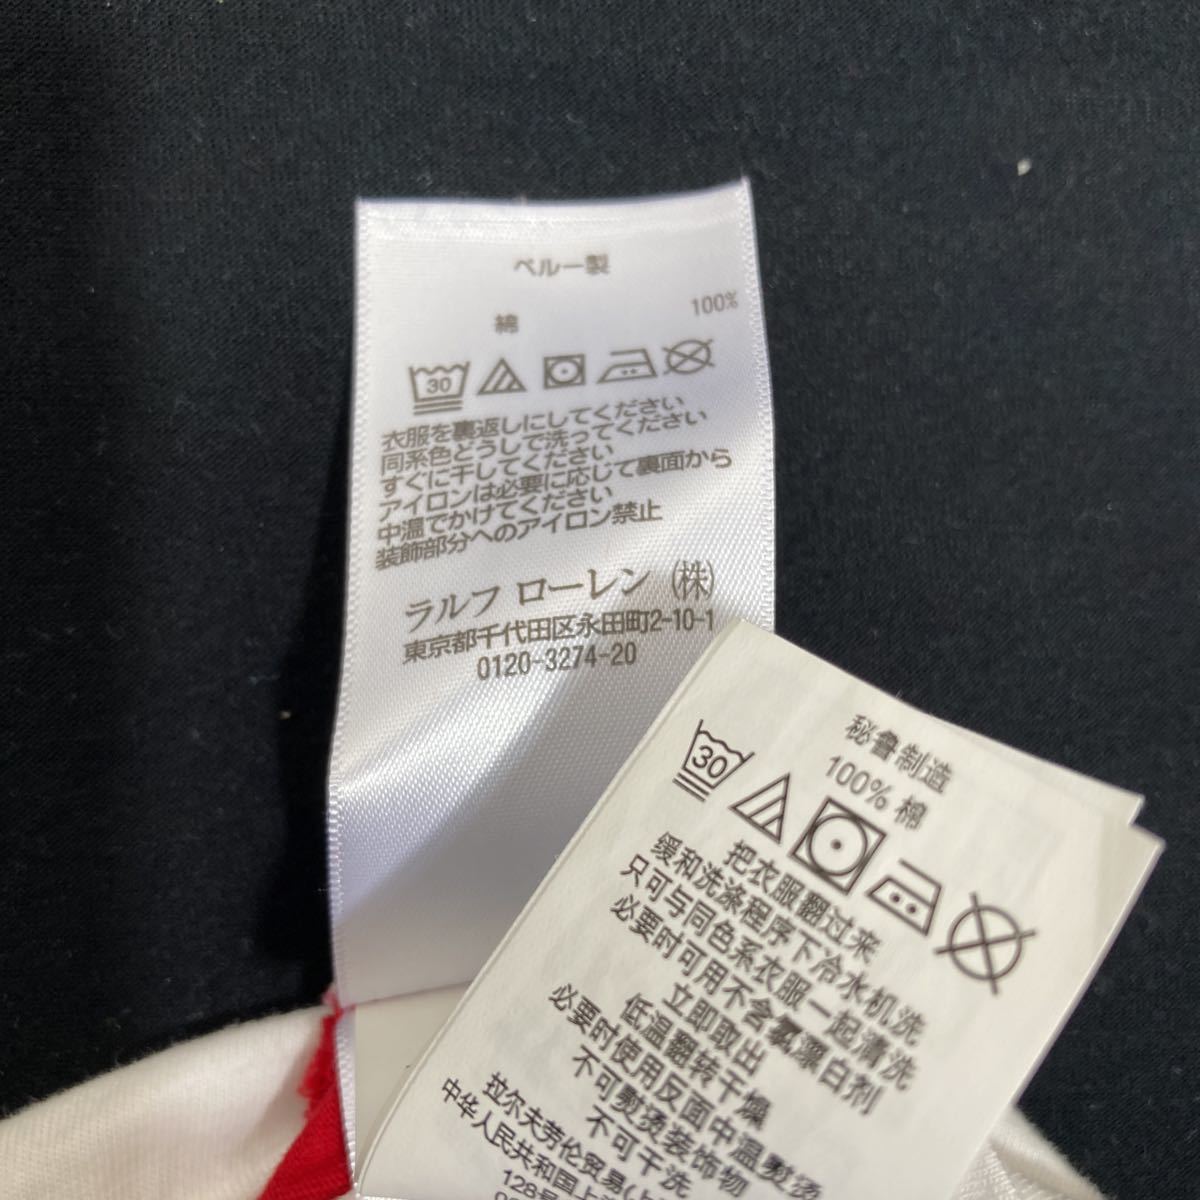 ペルー製
綿 100%
30
衣服を裏返しにしてください
同系色どうしで洗ってください
すぐに干してください
アイロンは必要に応じて裏面から
中温でかけてください
装飾部分へのアイロン禁止
ラルフ ローレン (株)
東京都千代田区永田町2-10-1
0120-3274-20
秘鲁制造
100% 棉
30
把衣服翻过来
缓和洗涤程序下冷水机洗
只可与同色系衣服一起清洗
必要时可用不含氯漂白剂
立即取出
低温翻转干燥
必要时使用反面中温熨烫
不可熨烫装饰物
不可干洗
拉尔夫劳伦贸易(上
中华人民共和国上海
128号